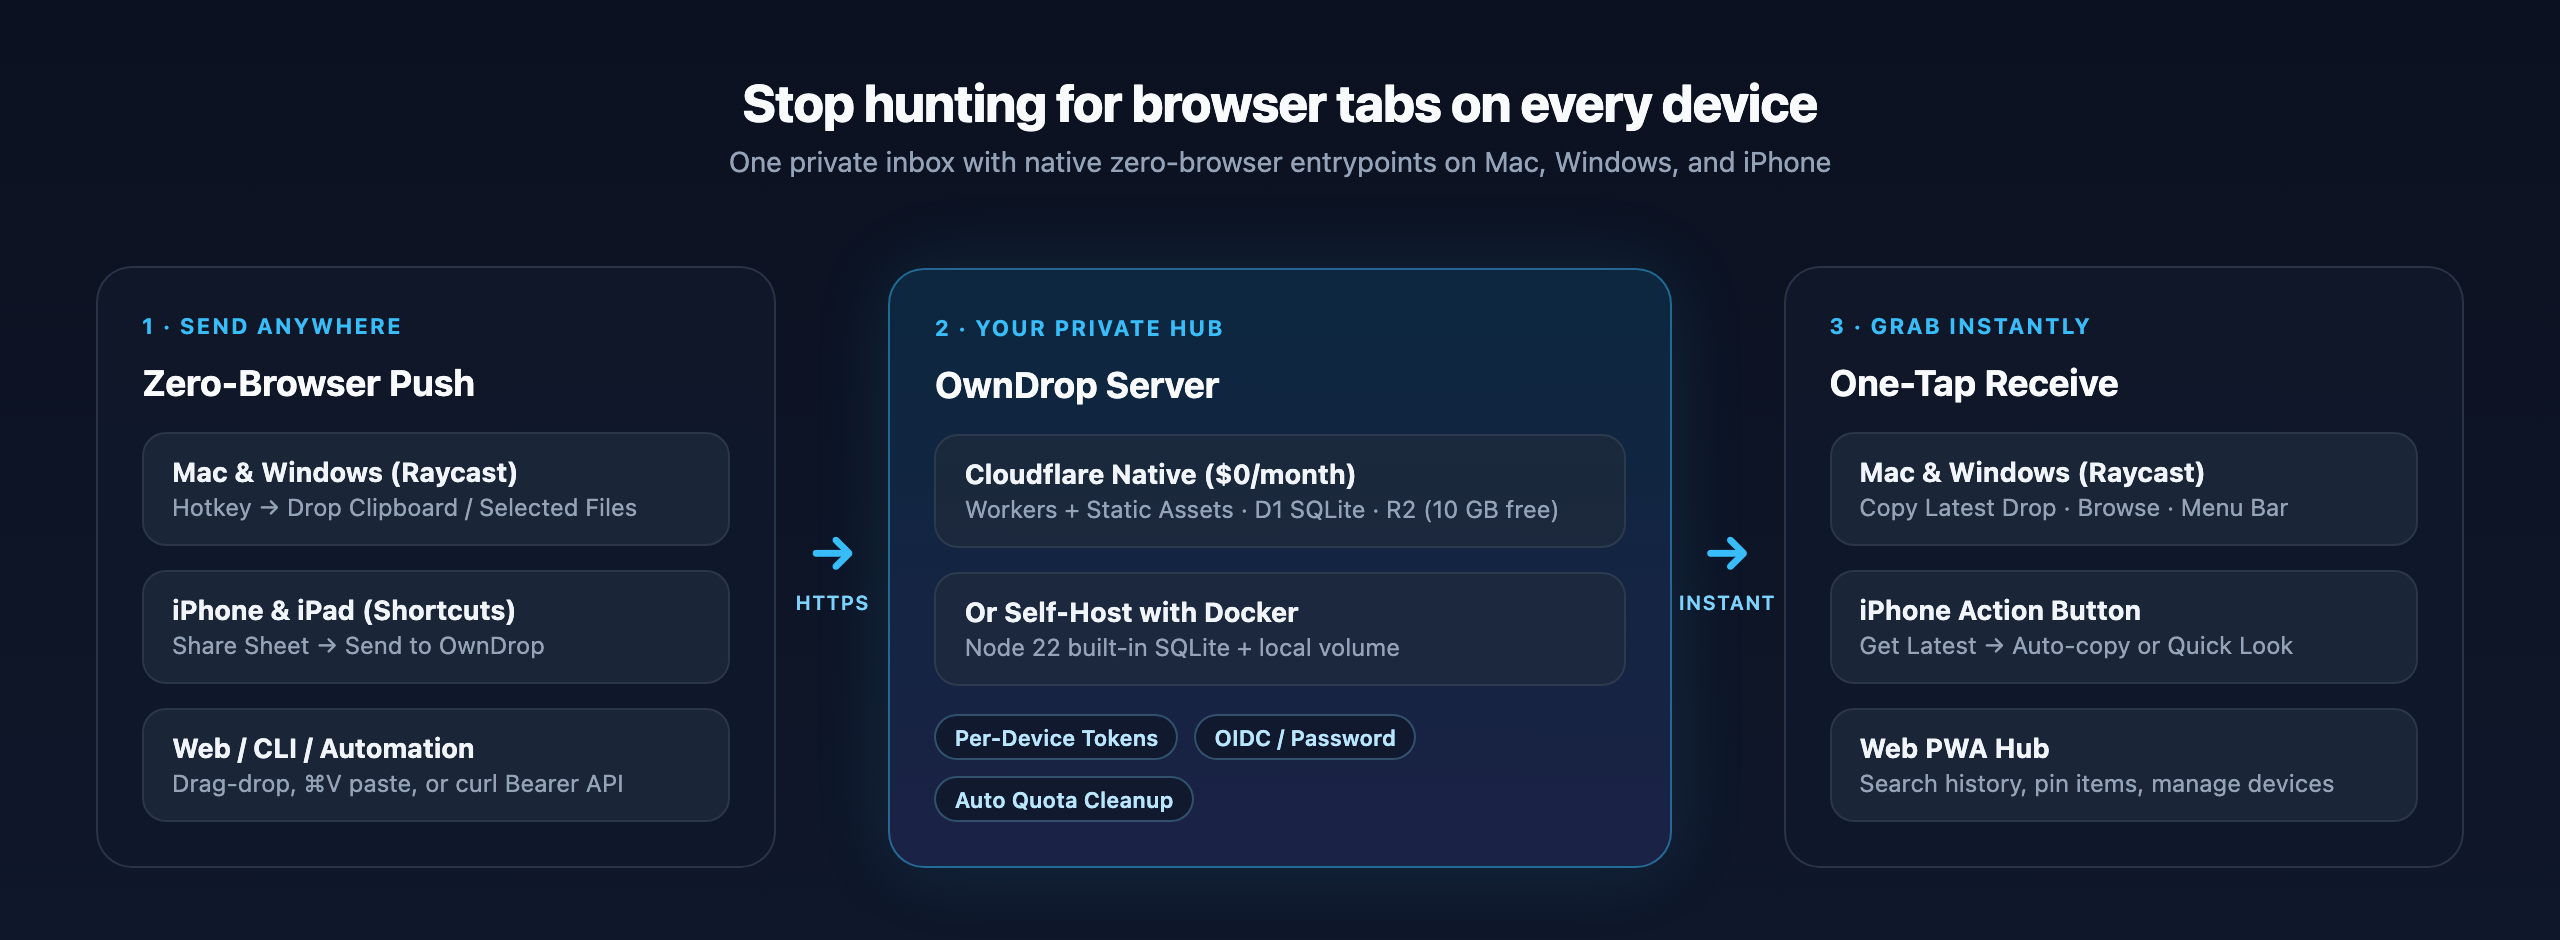 Stop hunting for browser tabs on every device
One private inbox with native zero-browser entrypoints on Mac, Windows, and iPhone
1 · SEND ANYWHERE
Zero-Browser Push
Mac & Windows (Raycast)
Hotkey → Drop Clipboard / Selected Files
iPhone & iPad (Shortcuts)
Share Sheet → Send to OwnDrop
Web / CLI / Automation
Drag-drop, ⌘V paste, or curl Bearer API
→
HTTPS
2 · YOUR PRIVATE HUB
OwnDrop Server
Cloudflare Native ($0/month)
Workers + Static Assets · D1 SQLite · R2 (10 GB free)
Or Self-Host with Docker
Node 22 built-in SQLite + local volume
Per-Device Tokens
OIDC / Password
Auto Quota Cleanup
→
INSTANT
3 · GRAB INSTANTLY
One-Tap Receive
Mac & Windows (Raycast)
Copy Latest Drop · Browse · Menu Bar
iPhone Action Button
Get Latest → Auto-copy or Quick Look
Web PWA Hub
Search history, pin items, manage devices